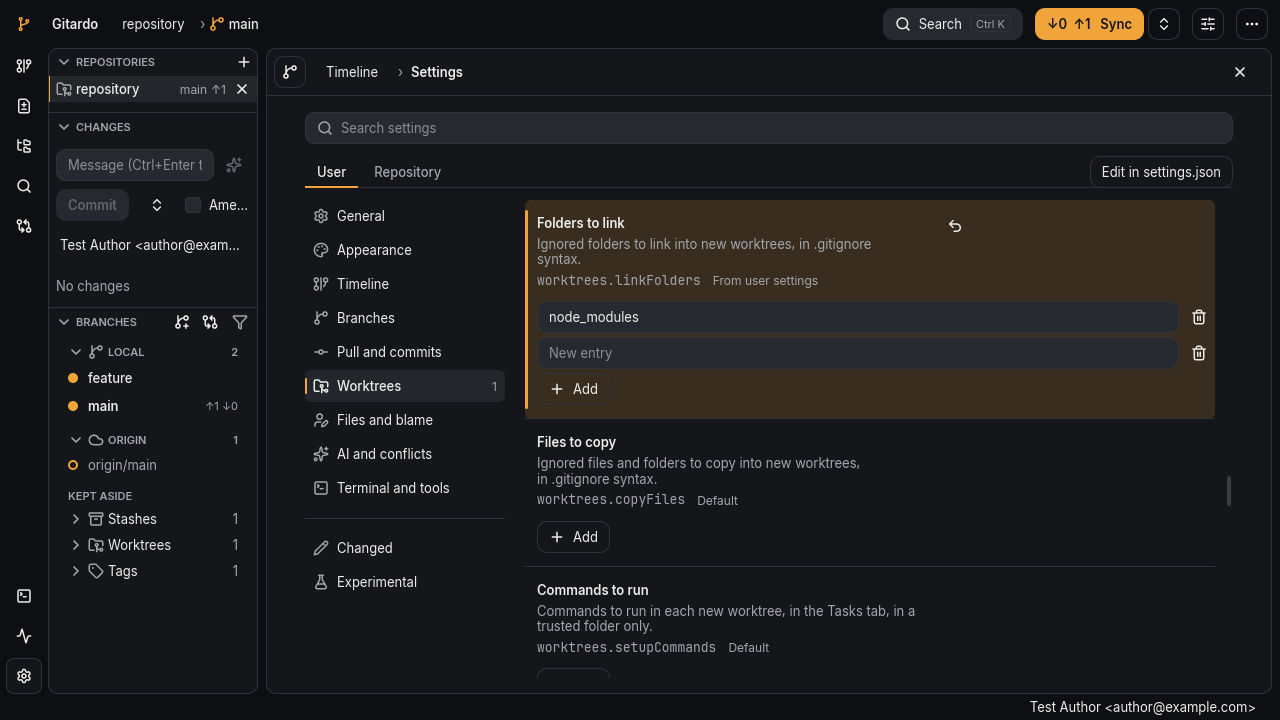 Gitardo repository › main Search Ctrl K ↓0 ↑1 Sync
REPOSITORIES
repository main ↑1
CHANGES
Message (Ctrl+Enter t
Commit Ame...
Test Author <author@exam...
No changes
BRANCHES
LOCAL 2
feature
main ↑1 ↓0
ORIGIN 1
origin/main
KEPT ASIDE
Stashes 1
Worktrees 1
Tags 1
Timeline › Settings
Search settings
User Repository Edit in settings.json
General
Appearance
Timeline
Branches
Pull and commits
Worktrees 1
Files and blame
AI and conflicts
Terminal and tools
Changed
Experimental
Folders to link
Ignored folders to link into new worktrees, in .gitignore
syntax.
worktrees.linkFolders From user settings
node_modules
New entry
Add
Files to copy
Ignored files and folders to copy into new worktrees,
in .gitignore syntax.
worktrees.copyFiles Default
Add
Commands to run
Commands to run in each new worktree, in the Tasks tab, in a
trusted folder only.
worktrees.setupCommands Default
Test Author <author@example.com>